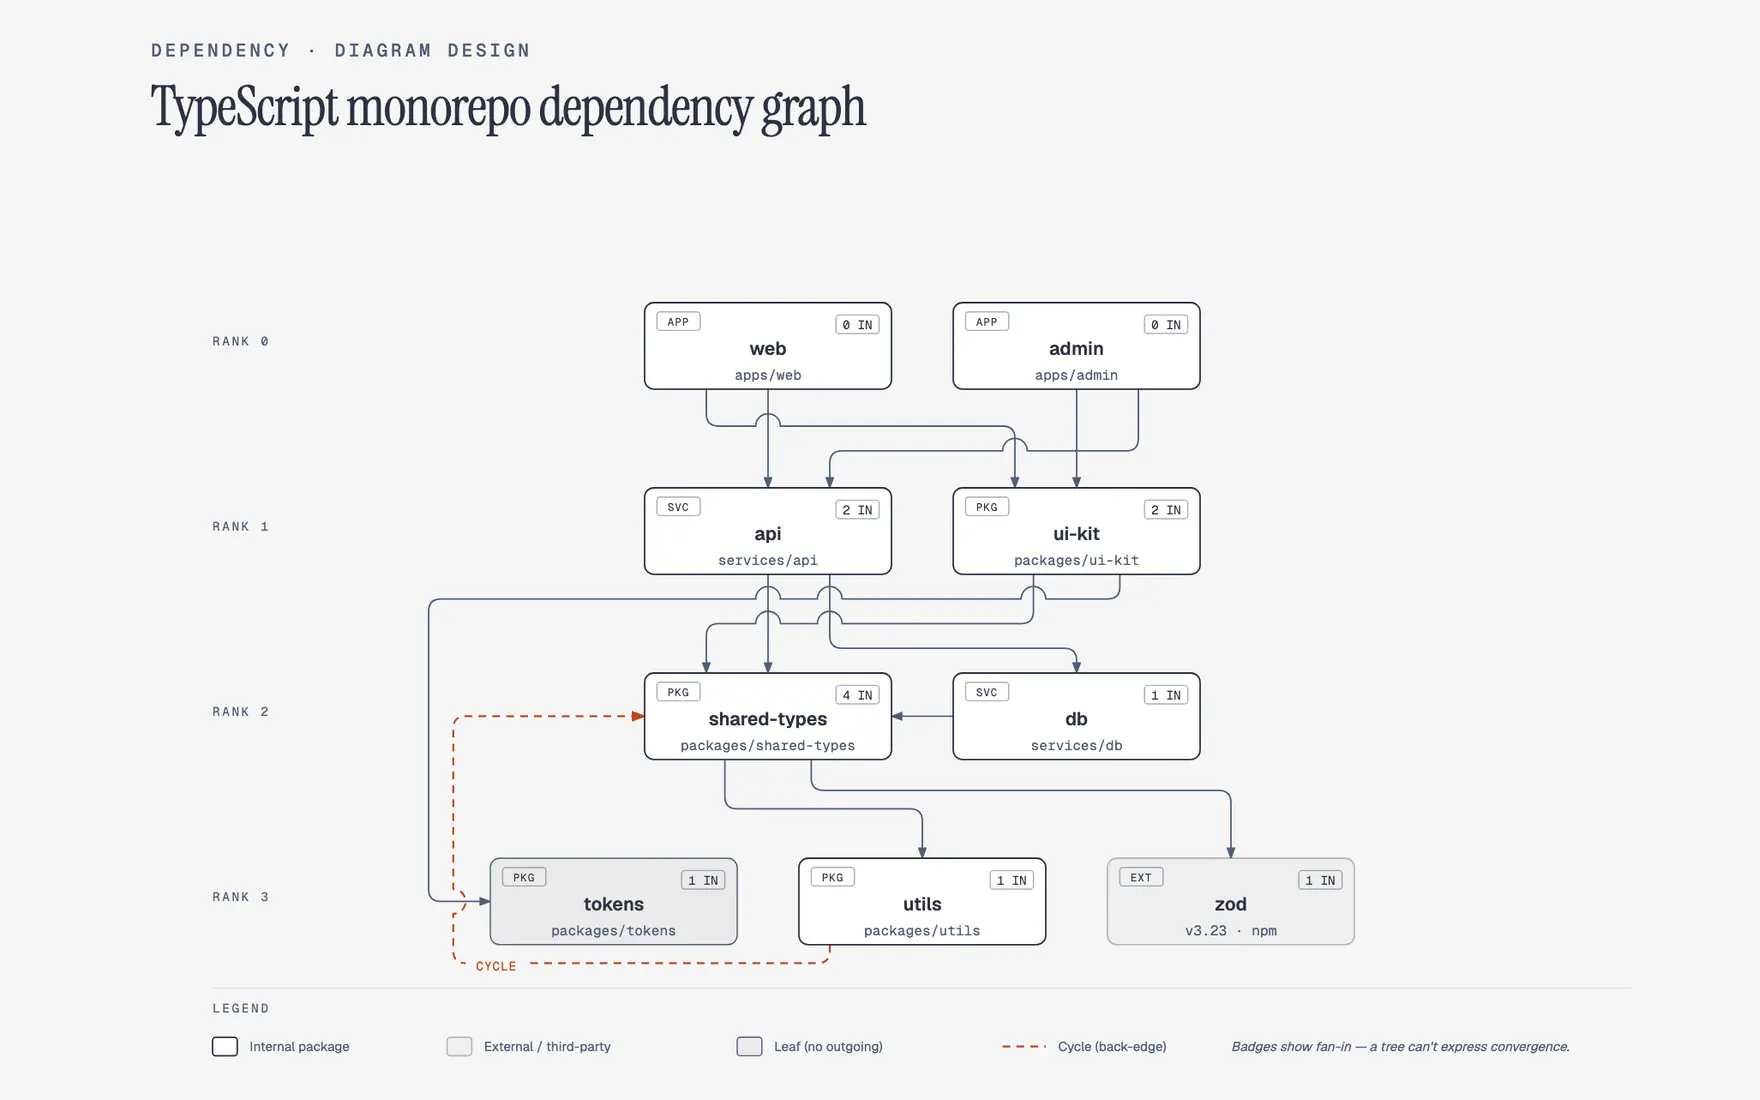 DEPENDENCY · DIAGRAM DESIGN
TypeScript monorepo dependency graph
RANK 0
APP
0 IN
web
apps/web
APP
0 IN
admin
apps/admin
RANK 1
SVC
2 IN
api
services/api
PKG
2 IN
ui-kit
packages/ui-kit
RANK 2
PKG
4 IN
shared-types
packages/shared-types
SVC
1 IN
db
services/db
RANK 3
PKG
1 IN
tokens
packages/tokens
PKG
1 IN
utils
packages/utils
EXT
1 IN
zod
v3.23 · npm
CYCLE
LEGEND
Internal package
External / third-party
Leaf (no outgoing)
Cycle (back-edge)
Badges show fan-in — a tree can't express convergence.